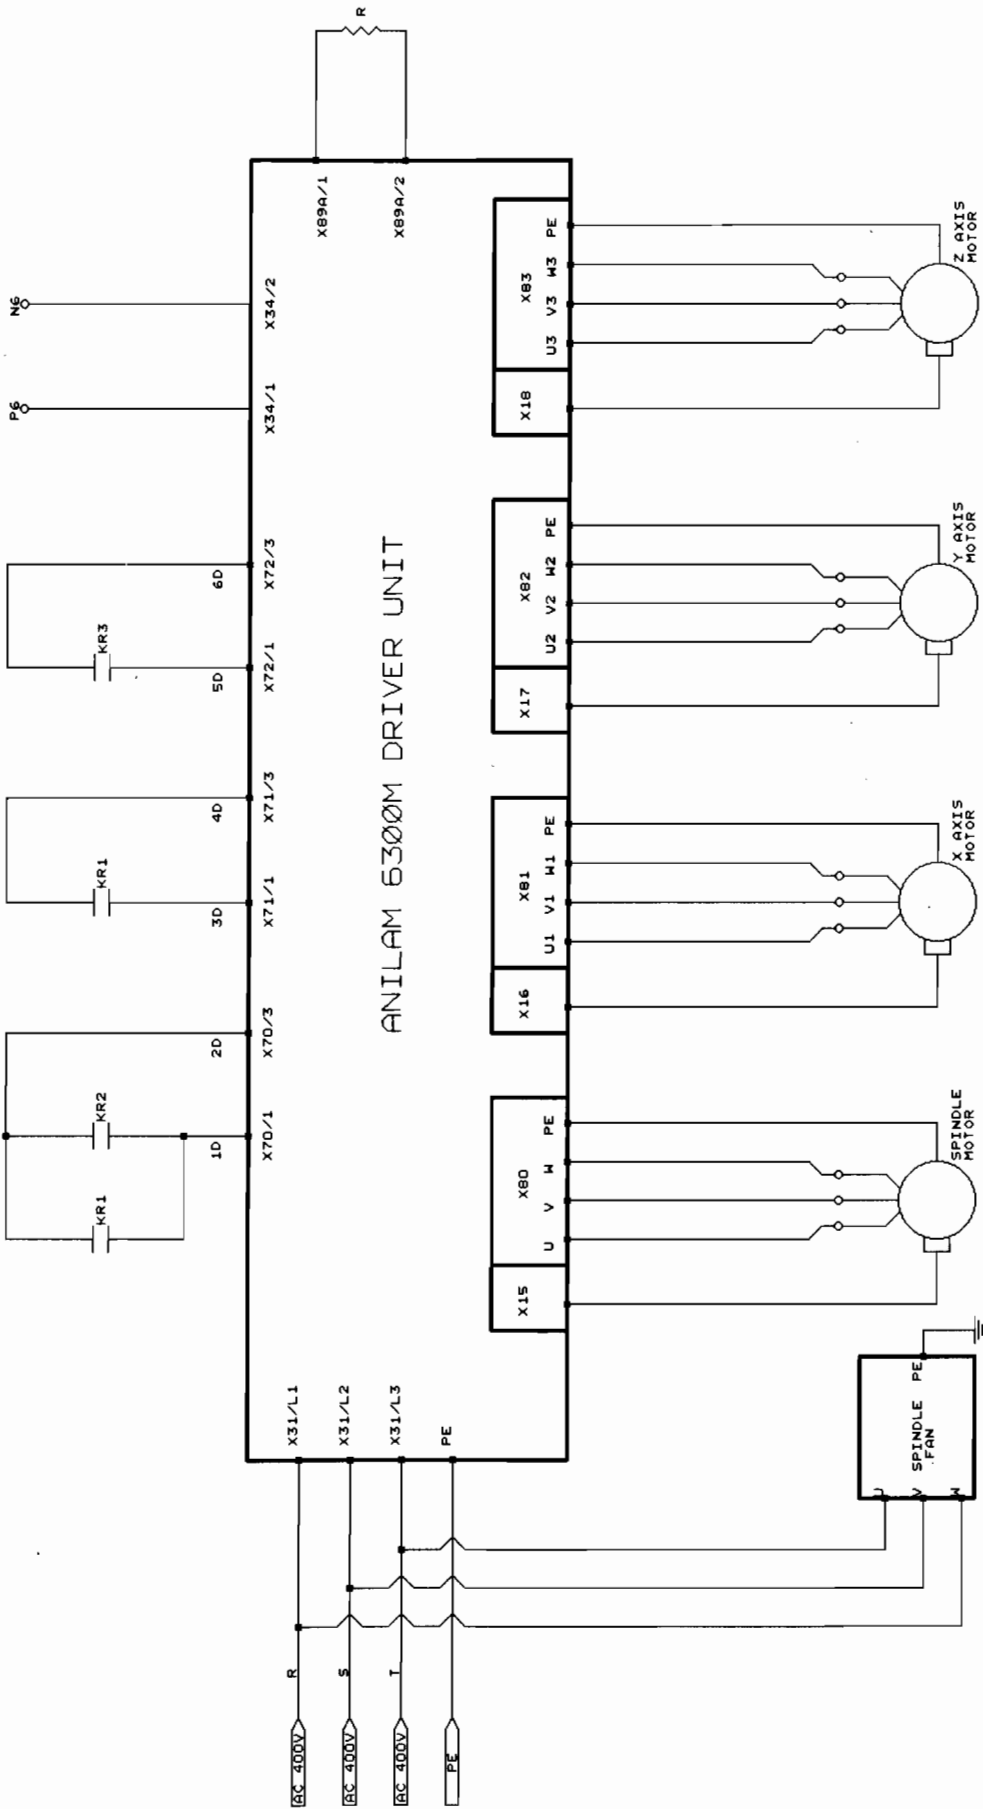 R
N6
P6
KR3
KR1
KR2
KR1
6D
5D
4D
3D
2D
1D
X89A/1
X89A/2
X34/2
X34/1
X72/3
X72/1
X71/3
X71/1
X70/3
X70/1
ANILAM 6300M DRIVER UNIT
X31/L1
X31/L2
X31/L3
PE
R
S
T
AC 400V
AC 400V
AC 400V
PE
X15
X80
U
V
W
PE
X16
X81
U1
V1
W1
PE
X17
X82
U2
V2
W2
PE
X18
X83
U3
V3
W3
PE
SPINDLE
FAN
U
V
W
PE
SPINDLE
MOTOR
X AXIS
MOTOR
Y AXIS
MOTOR
Z AXIS
MOTOR